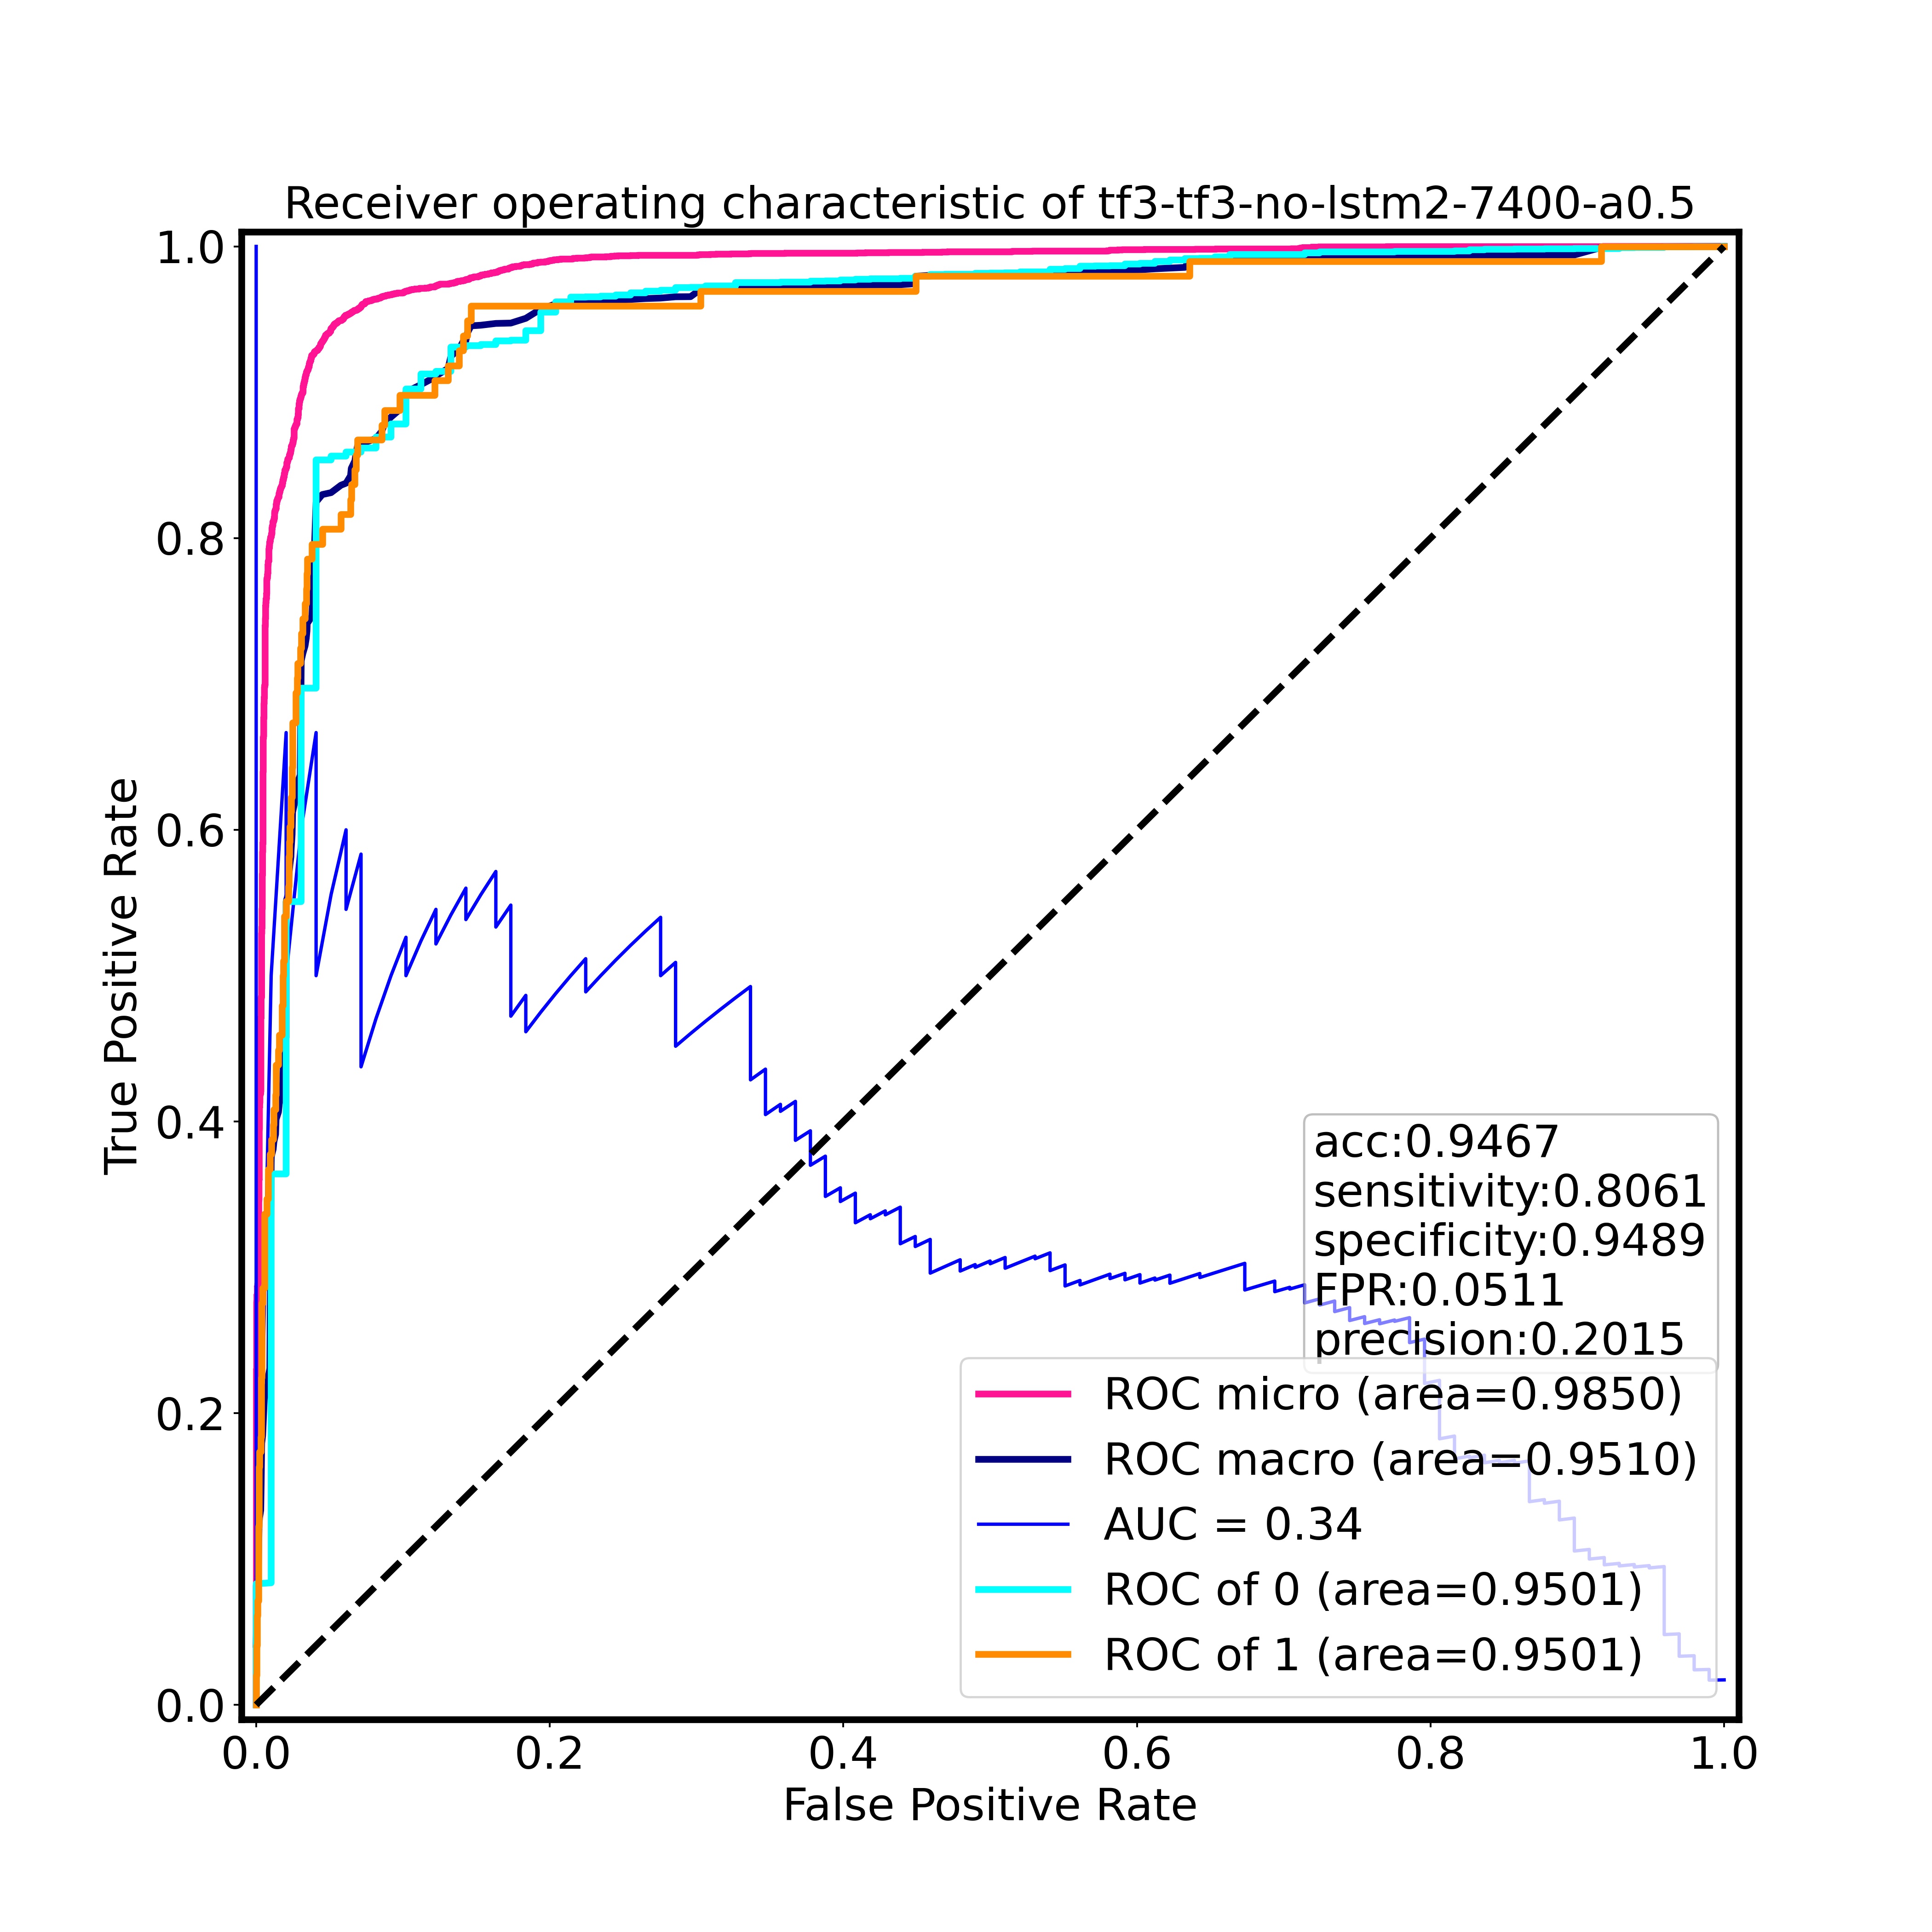 Receiver operating characteristic of tf3-tf3-no-lstm2-7400-a0.5
1.0
0.8
0.6
0.4
0.2
0.0
True Positive Rate
acc:0.9467
sensitivity:0.8061
specificity:0.9489
FPR:0.0511
precision:0.2015
ROC micro (area=0.9850)
ROC macro (area=0.9510)
AUC = 0.34
ROC of 0 (area=0.9501)
ROC of 1 (area=0.9501)
0.0 0.2 0.4 0.6 0.8 1.0
False Positive Rate